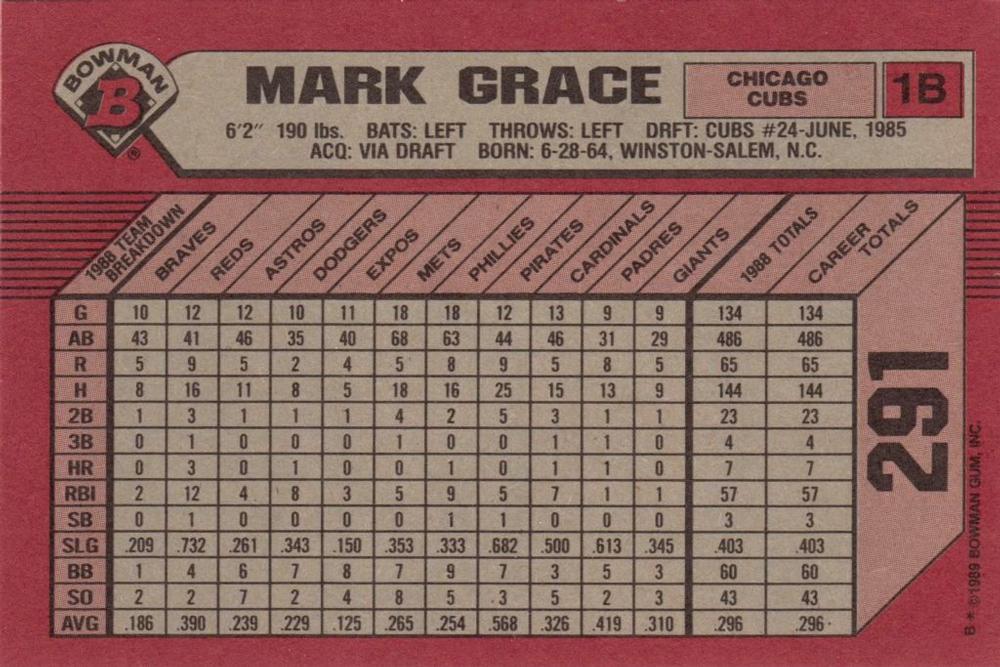 BOWMAN
B
MARK GRACE
CHICAGO CUBS
1B
6'2" 190 lbs. BATS: LEFT THROWS: LEFT DRFT: CUBS #24-JUNE, 1985
ACQ: VIA DRAFT BORN: 6-28-64, WINSTON-SALEM, N.C.
1988 TEAM BREAKDOWN BRAVES REDS ASTROS DODGERS EXPOS METS PHILLIES PIRATES CARDINALS PADRES GIANTS 1988 TOTALS CAREER TOTALS
G 10 12 12 10 11 18 18 12 13 9 9 134 134
AB 43 41 46 35 40 68 63 44 46 31 29 486 486
R 5 9 5 2 4 5 8 9 5 8 5 65 65
H 8 16 11 8 5 18 16 25 15 13 9 144 144
2B 1 3 1 1 1 4 2 5 3 1 1 23 23
3B 0 1 0 0 0 1 0 0 1 1 0 4 4
HR 0 3 0 1 0 0 1 0 1 1 0 7 7
RBI 2 12 4 8 3 5 9 5 7 1 1 57 57
SB 0 1 0 0 0 0 1 1 0 0 0 3 3
SLG .209 .732 .261 .343 .150 .353 .333 .682 .500 .613 .345 .403 .403
BB 1 4 6 7 8 7 9 7 3 5 3 60 60
SO 2 2 7 2 4 8 5 3 5 2 3 43 43
AVG .186 .390 .239 .229 .125 .265 .254 .568 .326 .419 .310 .296 .296
291
B * ©1989 BOWMAN GUM, INC.